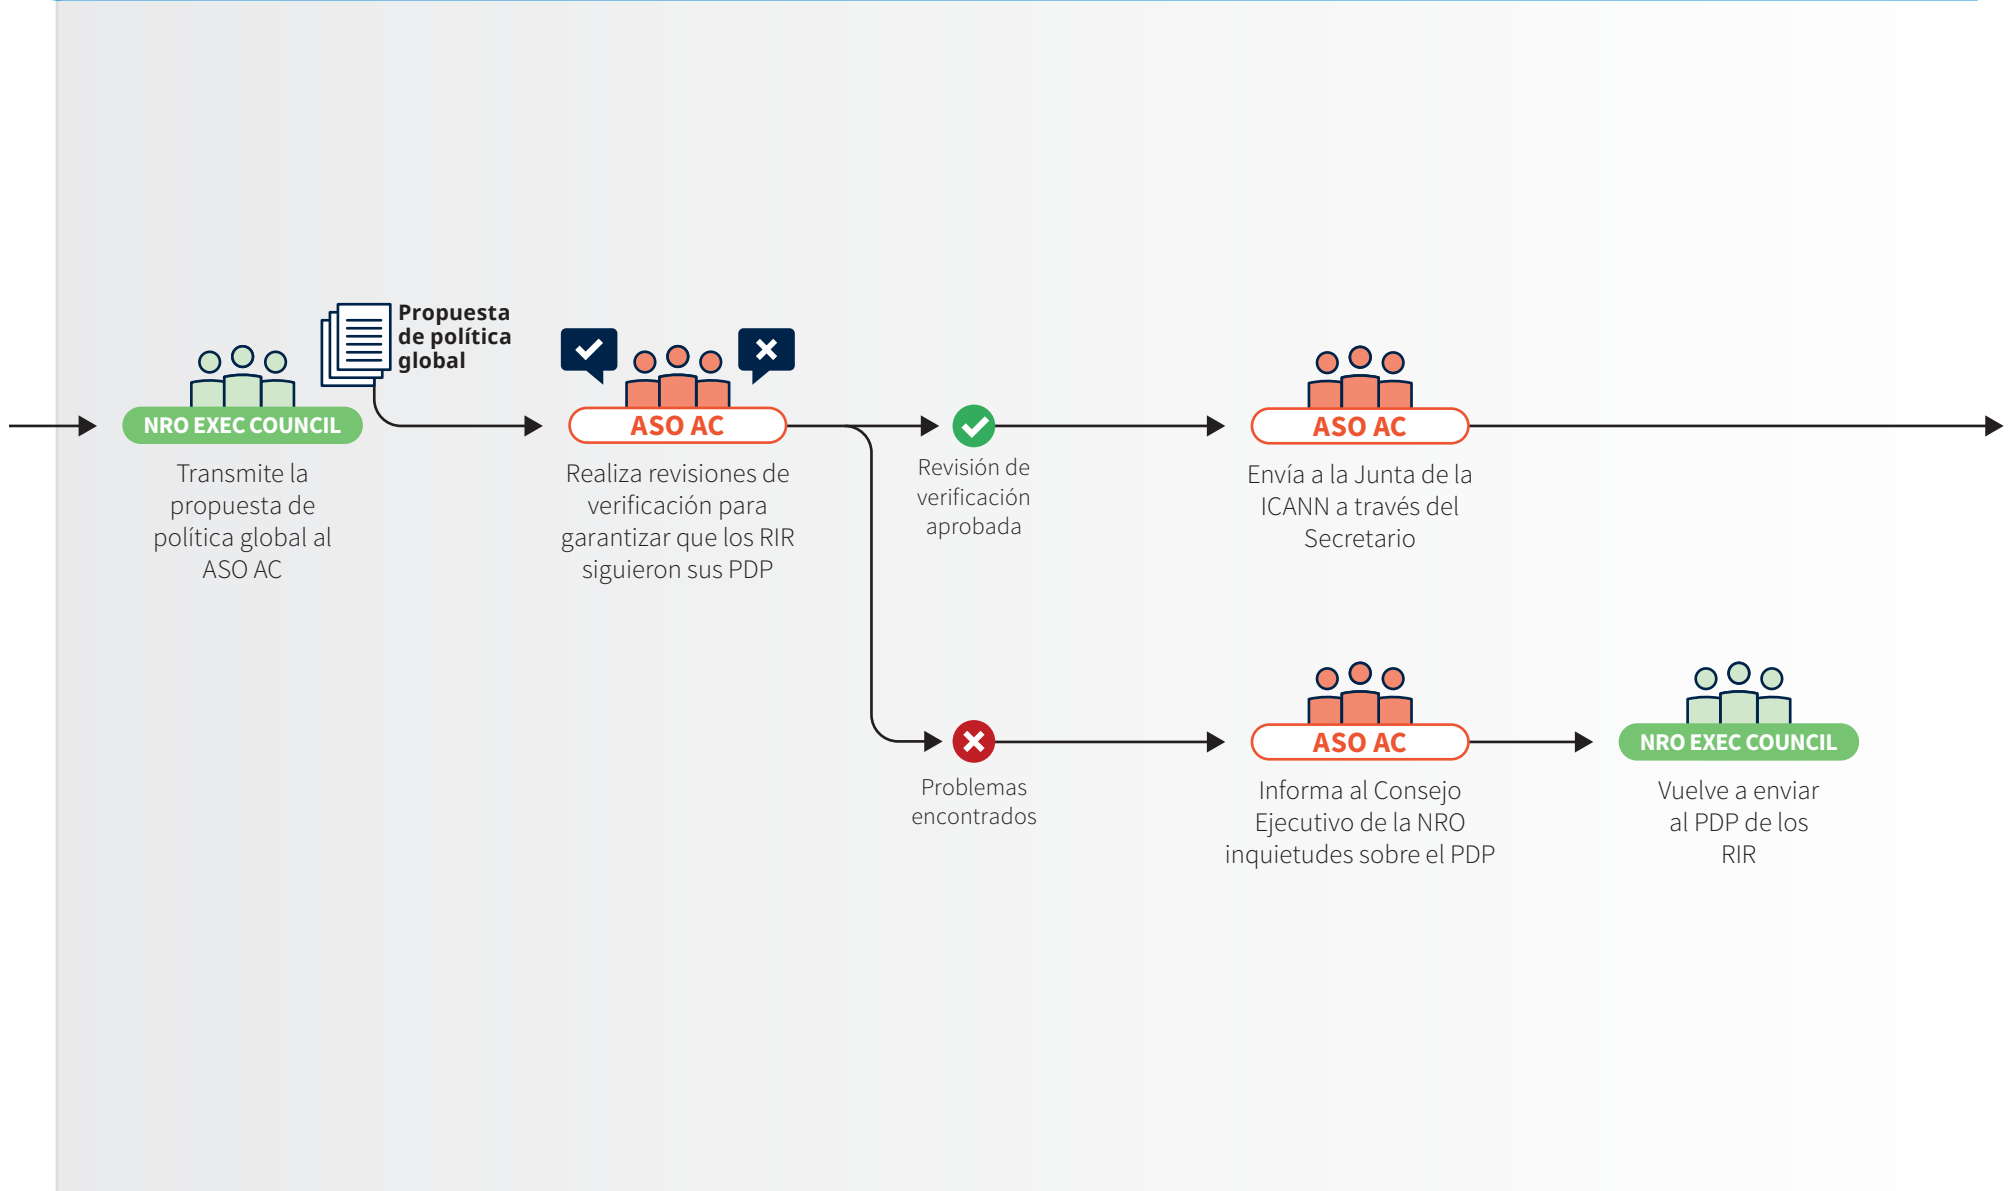 Propuesta
de política
global
NRO EXEC COUNCIL
Transmite la
propuesta de
política global al
ASO AC
ASO AC
Realiza revisiones de
verificación para
garantizar que los RIR
siguieron sus PDP
Revisión de
verificación
aprobada
ASO AC
Envía a la Junta de la
ICANN a través del
Secretario
Problemas
encontrados
ASO AC
Informa al Consejo
Ejecutivo de la NRO
inquietudes sobre el PDP
NRO EXEC COUNCIL
Vuelve a enviar
al PDP de los
RIR